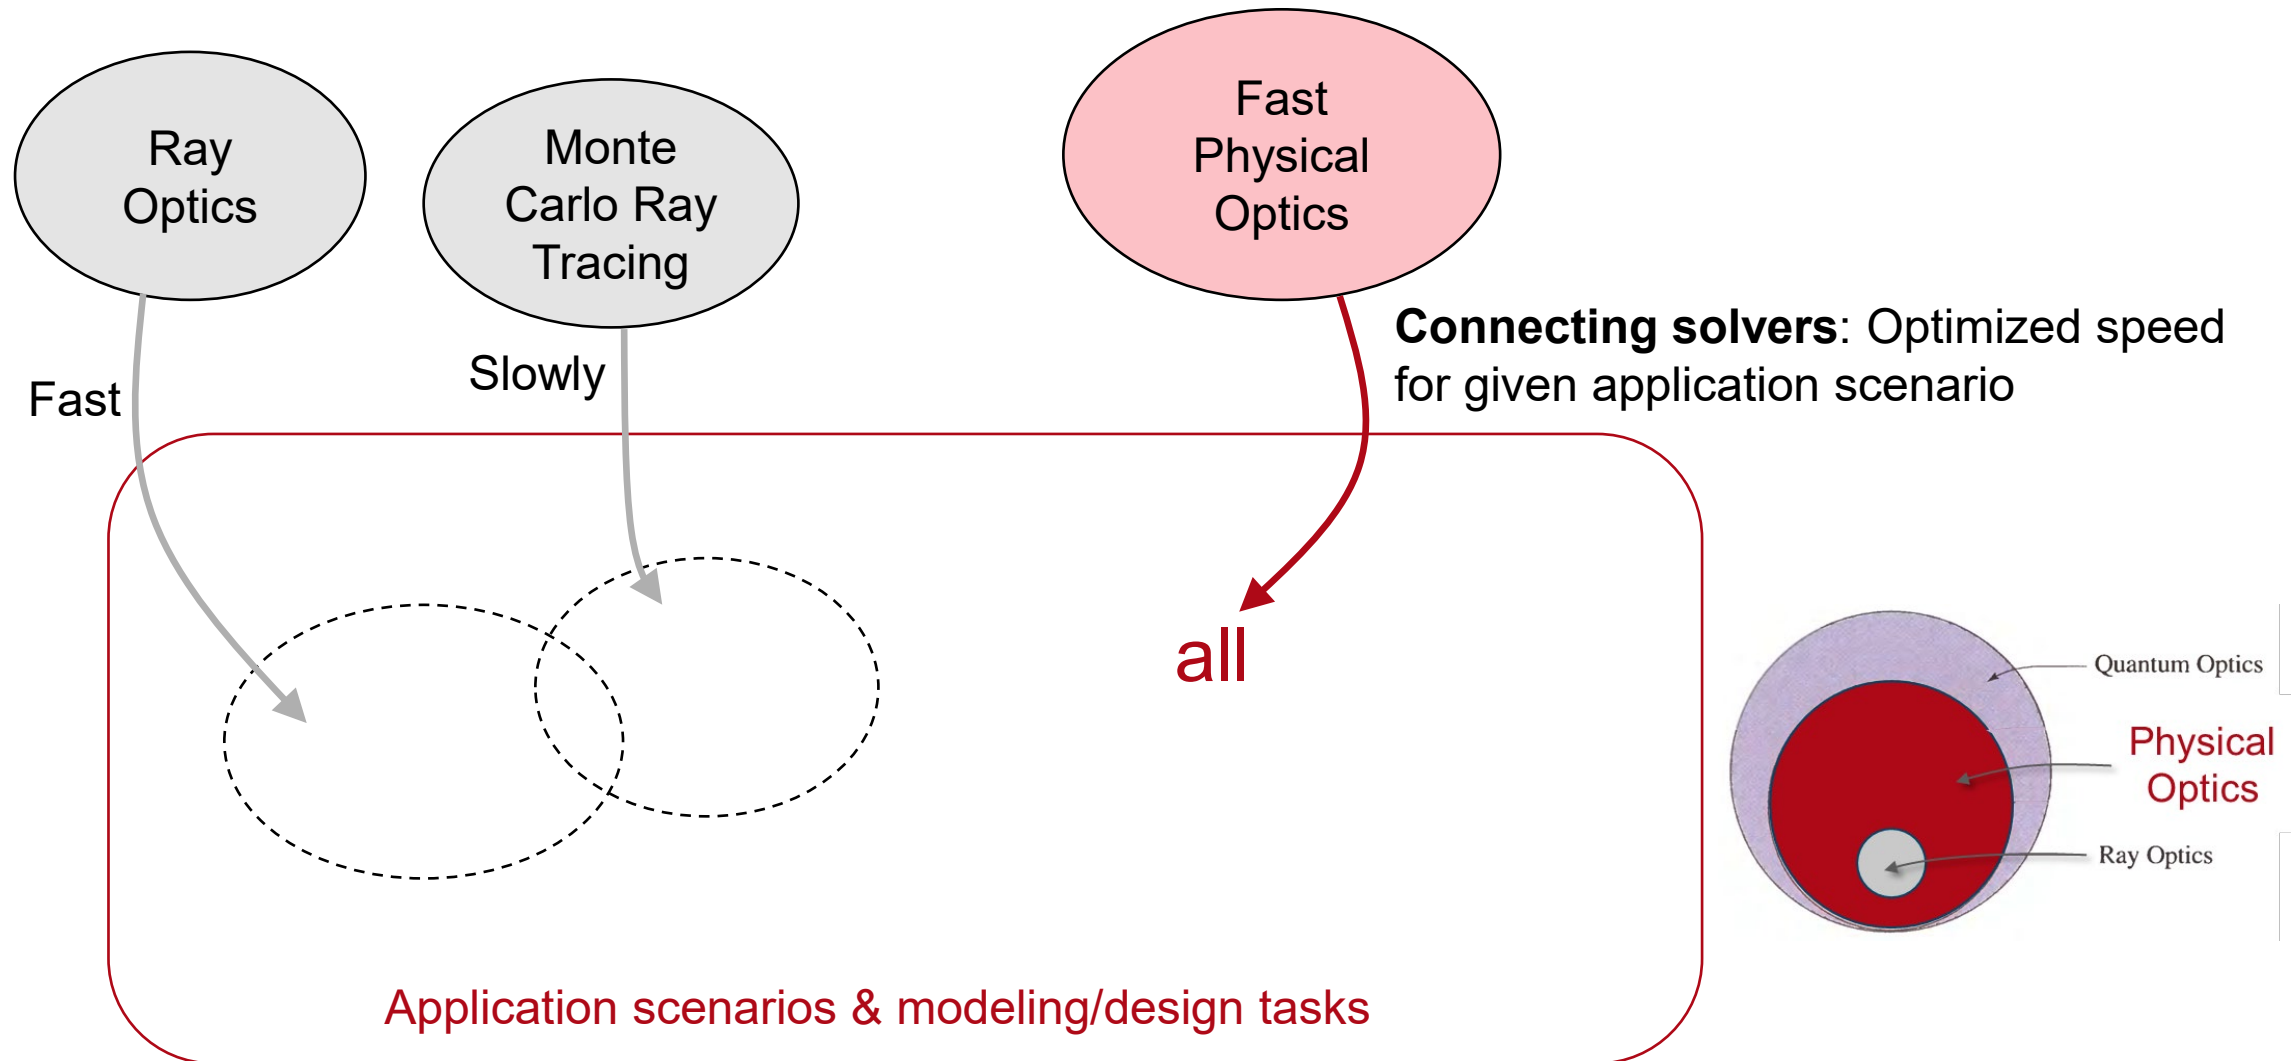 Ray
Optics
Monte
Carlo Ray
Tracing
Fast
Physical
Optics
Connecting solvers: Optimized speed
for given application scenario
Slowly
Fast
all
Quantum Optics
Physical
Optics
Ray Optics
Application scenarios & modeling/design tasks